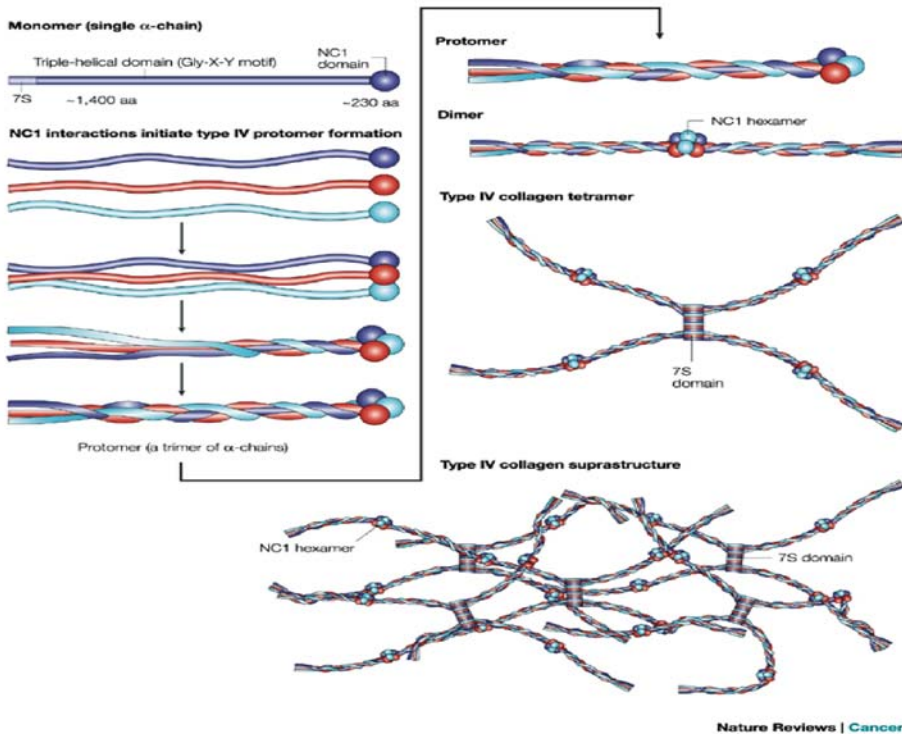 Monomer (single α-chain)
Triple-helical domain (Gly-X-Y motif)
NC1
domain
7S
~1,400 aa
~230 aa
NC1 interactions initiate type IV protomer formation
Protomer (a trimer of α-chains)
Protomer
Dimer
NC1 hexamer
Type IV collagen tetramer
7S
domain
Type IV collagen suprastructure
NC1 hexamer
7S domain
Nature Reviews | Cancer